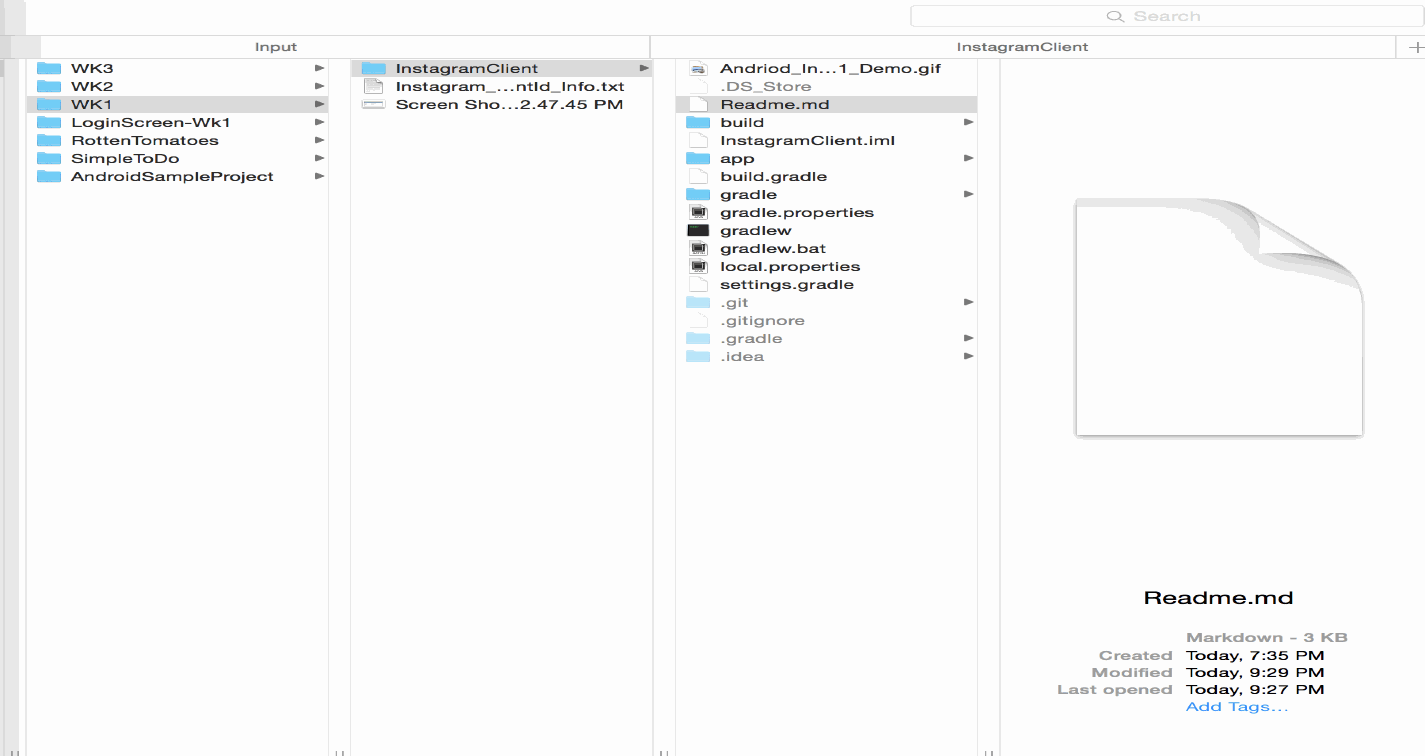 Search
Input
InstagramClient
WK3
WK2
WK1
LoginScreen-Wk1
RottenTomatoes
SimpleToDo
AndroidSampleProject
InstagramClient
Instagram_...ntId_Info.txt
Screen Sho...2.47.45 PM
Andriod_In...1_Demo.gif
.DS_Store
Readme.md
build
InstagramClient.iml
app
build.gradle
gradle
gradle.properties
gradlew
gradlew.bat
local.properties
settings.gradle
.git
.gitignore
.gradle
.idea
Readme.md
Markdown - 3 KB
Created Today, 7:35 PM
Modified Today, 9:29 PM
Last opened Today, 9:27 PM
Add Tags...